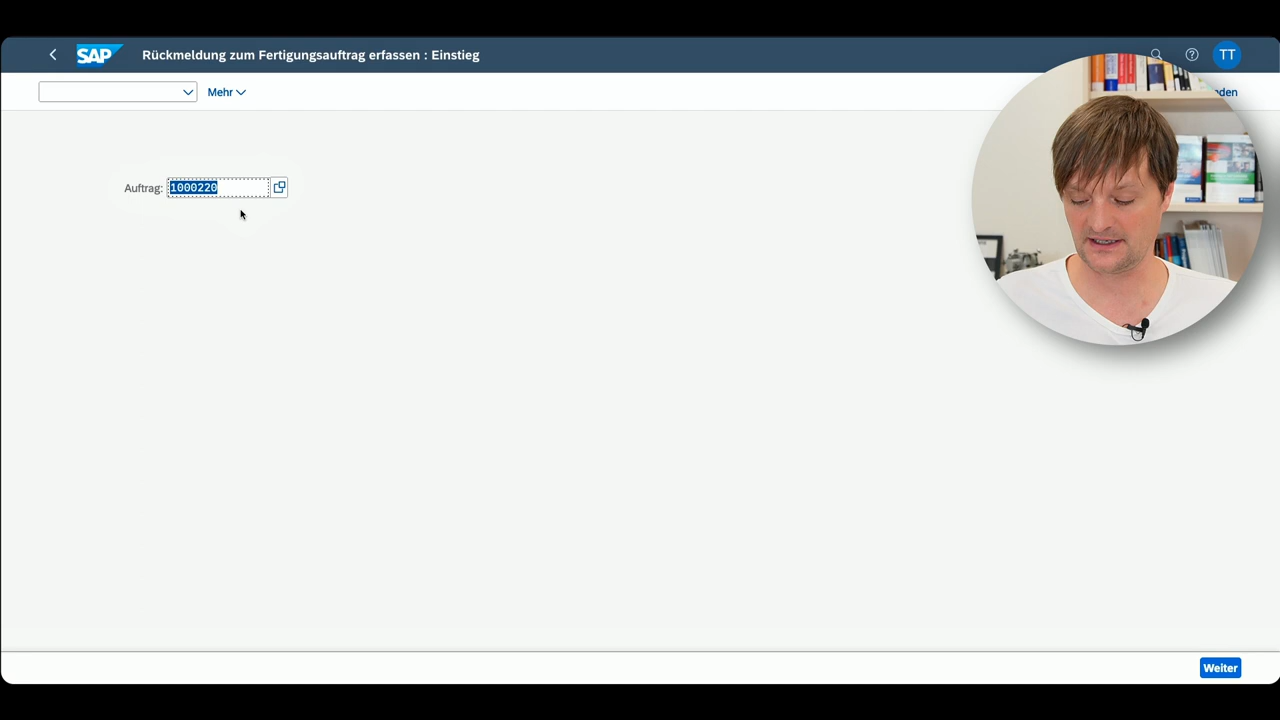 SAP
Rückmeldung zum Fertigungsauftrag erfassen : Einstieg
TT
Mehr
Auftrag: 1000220
Weiter